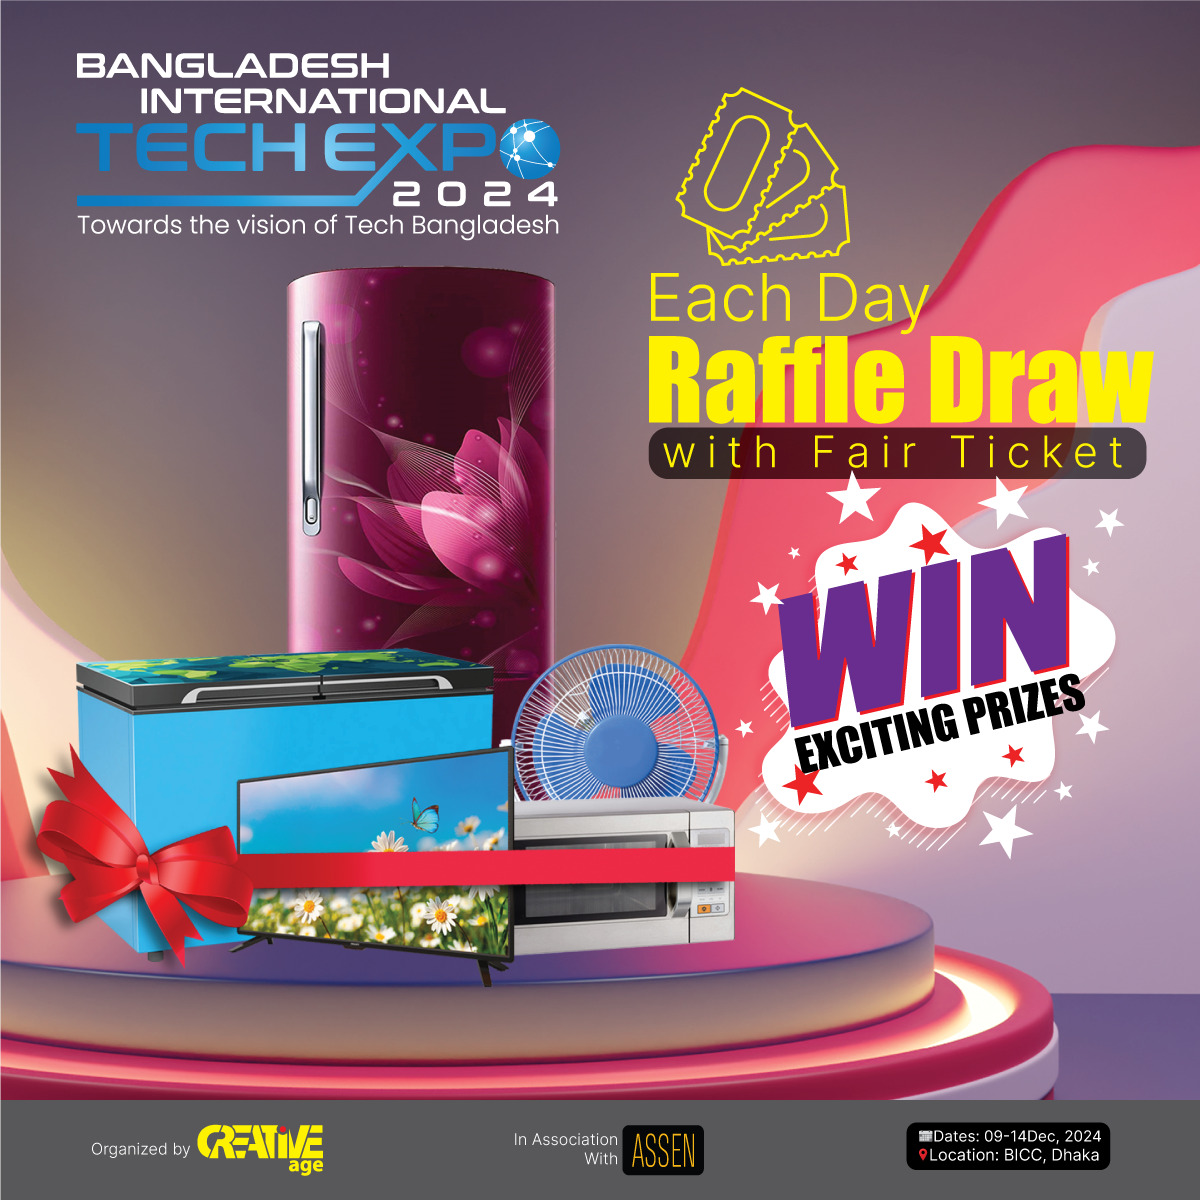 BANGLADESH
INTERNATIONAL
TECH EXPO
2024
Towards the vision of Tech Bangladesh
Each Day
Raffle Draw
with Fair Ticket
WIN
EXCITING PRIZES
Organized by CREATiVE
age
In Association
With ASSEN
Dates: 09-14Dec, 2024
Location: BICC, Dhaka